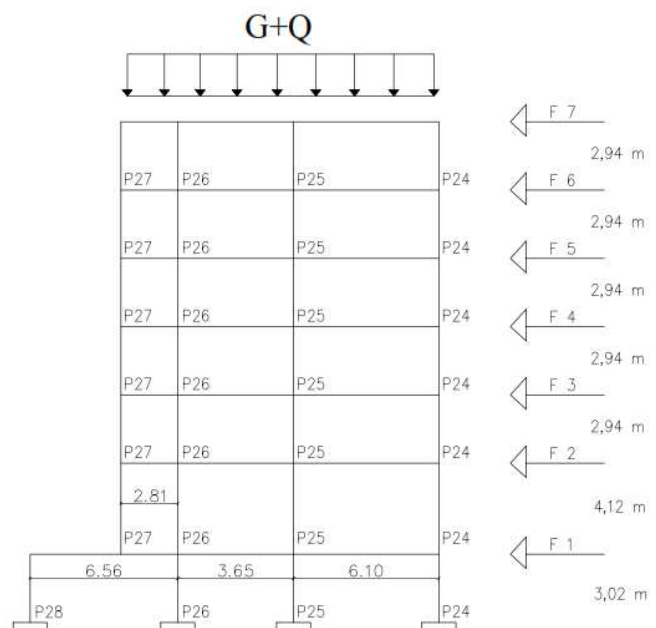 G+Q
F 7
2,94 m
P27 P26 P25 P24 F 6
2,94 m
P27 P26 P25 P24 F 5
2,94 m
P27 P26 P25 P24 F 4
2,94 m
P27 P26 P25 P24 F 3
2,94 m
P27 P26 P25 P24 F 2
2.81
4,12 m
P27 P26 P25 P24 F 1
6.56 3.65 6.10
3,02 m
P28 P26 P25 P24